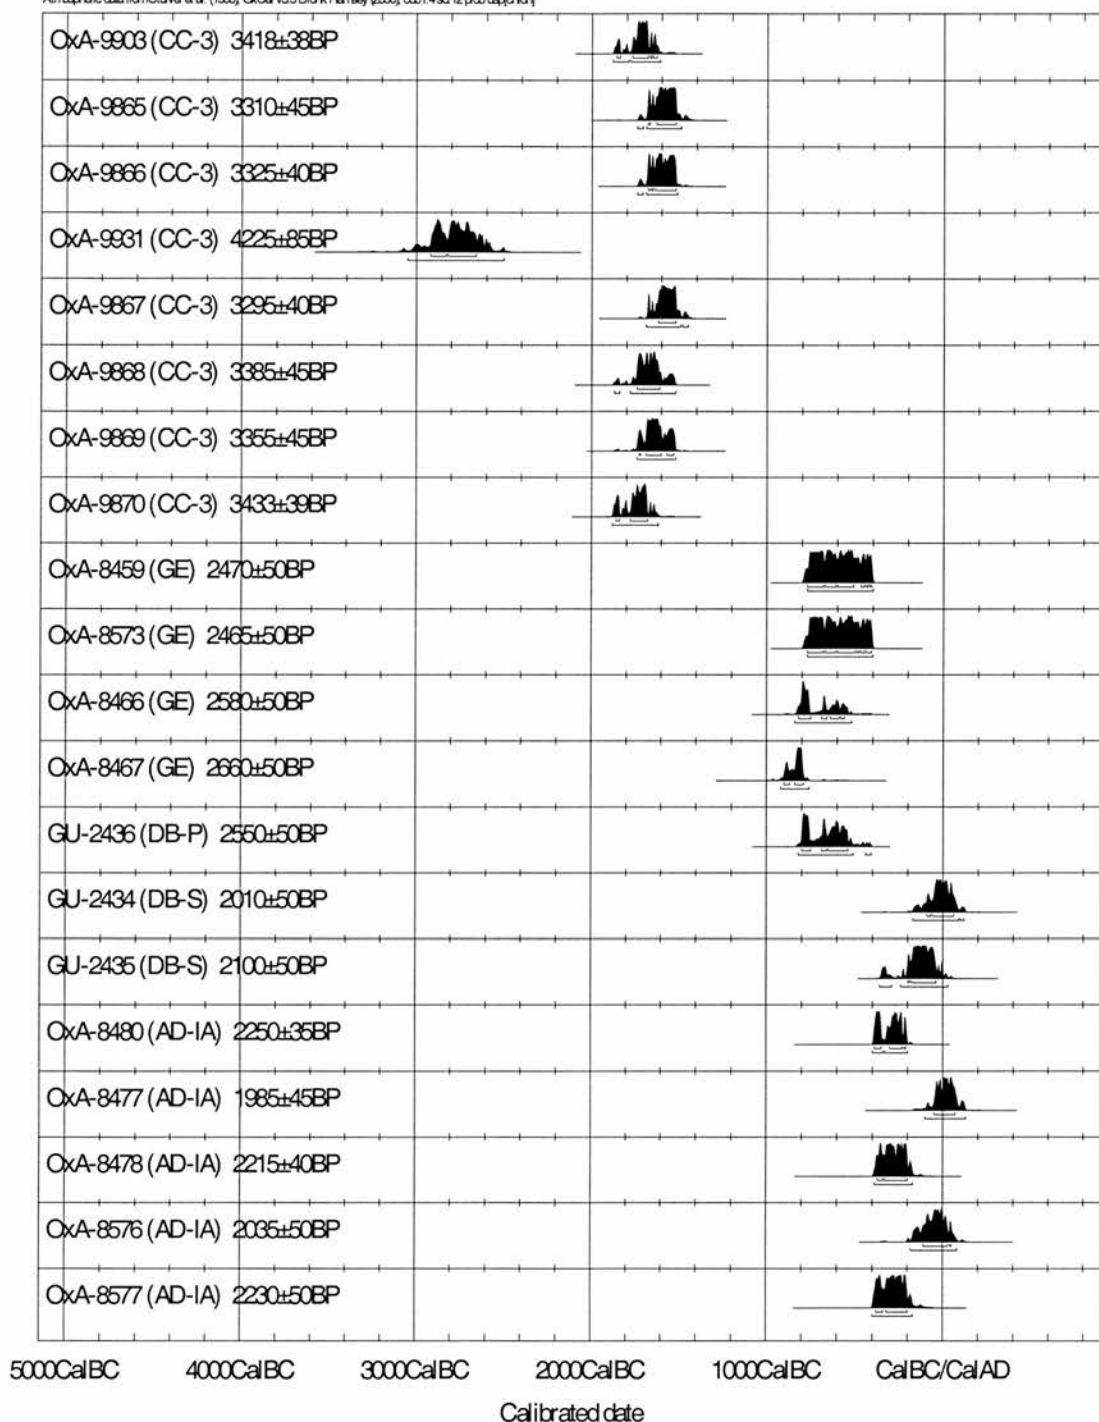 OxA-9903 (CC-3) 3418±38BP
OxA-9865 (CC-3) 3310±45BP
OxA-9866 (CC-3) 3325±40BP
OxA-9931 (CC-3) 4225±85BP
OxA-9867 (CC-3) 3295±40BP
OxA-9868 (CC-3) 3385±45BP
OxA-9869 (CC-3) 3355±45BP
OxA-9870 (CC-3) 3433±39BP
OxA-8459 (GE) 2470±50BP
OxA-8573 (GE) 2465±50BP
OxA-8466 (GE) 2580±50BP
OxA-8467 (GE) 2660±50BP
GU-2436 (DB-P) 2550±50BP
GU-2434 (DB-S) 2010±50BP
GU-2435 (DB-S) 2100±50BP
OxA-8480 (AD-IA) 2250±35BP
OxA-8477 (AD-IA) 1985±45BP
OxA-8478 (AD-IA) 2215±40BP
OxA-8576 (AD-IA) 2035±50BP
OxA-8577 (AD-IA) 2230±50BP
5000CalBC 4000CalBC 3000CalBC 2000CalBC 1000CalBC CalBC/CalAD
Calibrated date